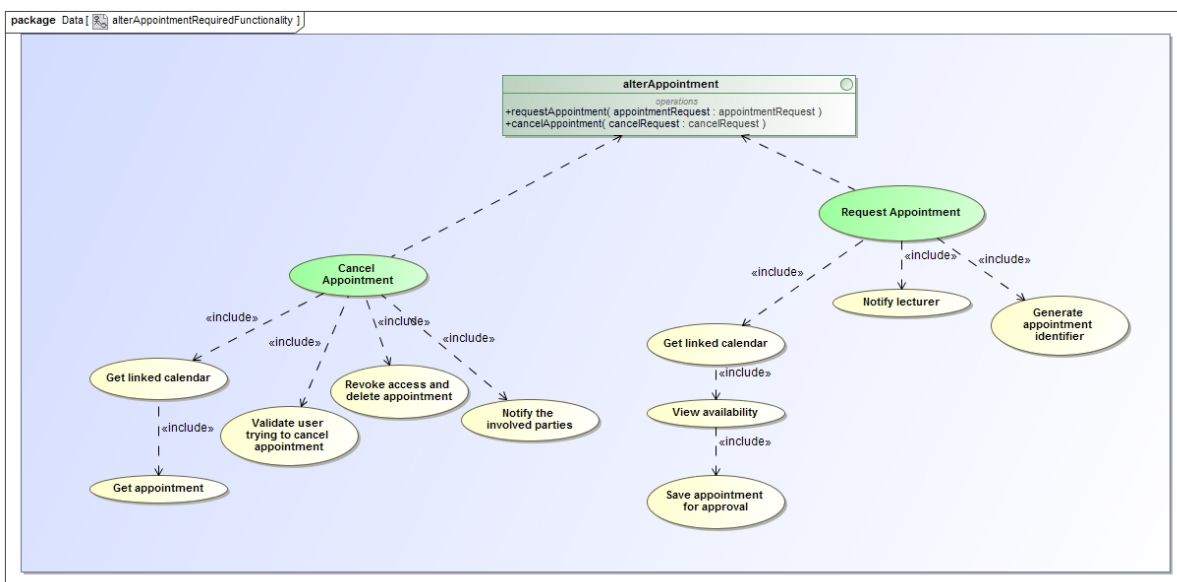 package Data [ alterAppointmentRequiredFunctionality ]
alterAppointment
operations
+requestAppointment( appointmentRequest : appointmentRequest )
+cancelAppointment( cancelRequest : cancelRequest )
Request Appointment
Cancel
Appointment
«include»
«include»
«include»
Notify lecturer
Generate
appointment
identifier
«include»
«include»
«include»
«include»
Get linked calendar
Get linked calendar
Revoke access and
delete appointment
Validate user
trying to cancel
appointment
Notify the
involved parties
«include»
Get appointment
«include»
View availability
«include»
Save appointment
for approval